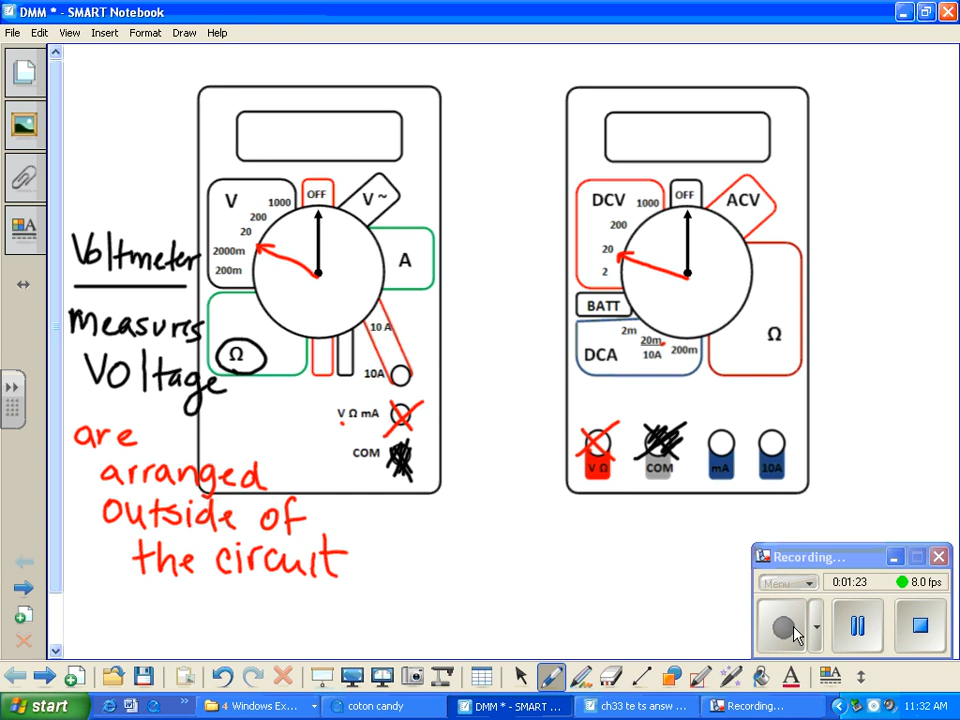 DMM * - SMART Notebook
File Edit View Insert Format Draw Help
V
1000
200
20
2000m
200m
OFF
V ~
A
Ω
10 A
10A
V Ω mA
COM
DCV
1000
200
20
2
OFF
ACV
BATT
2m
20m
10A
200m
DCA
Ω
V Ω
COM
mA
10A
Voltmeter
measures
Voltage
are
arranged
outside of
the circuit
Recording...
Menu
0:01:23
8.0 fps
start
4 Windows Ex...
coton candy
DMM * - SMART ...
ch33 te ts answ ...
Recording...
11:32 AM